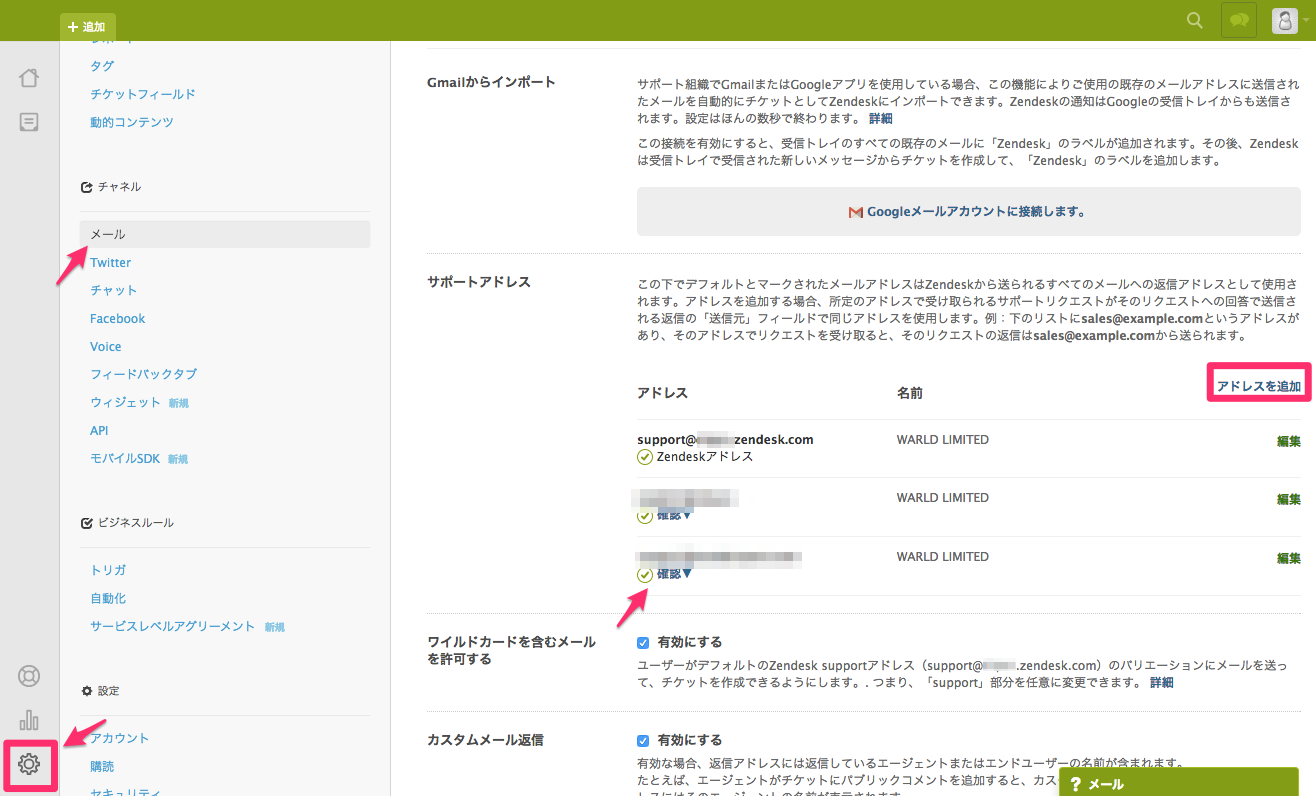 + 追加
タグ
チケットフィールド
動的コンテンツ
チャネル
メール
Twitter
チャット
Facebook
Voice
フィードバックタブ
ウィジェット 新規
API
モバイルSDK 新規
ビジネスルール
トリガ
自動化
サービスレベルアグリーメント 新規
設定
アカウント
購読
セキュリティ
Gmailからインポート
サポート組織でGmailまたはGoogleアプリを使用している場合、この機能によりご使用の既存のメールアドレスに送信され
たメールを自動的にチケットとしてZendeskにインポートできます。Zendeskの通知はGoogleの受信トレイからも送信さ
れます。設定はほんの数秒で終わります。 詳細
この接続を有効にすると、受信トレイのすべての既存のメールに「Zendesk」のラベルが追加されます。その後、Zendesk
は受信トレイで受信された新しいメッセージからチケットを作成して、「Zendesk」のラベルを追加します。
Googleメールアカウントに接続します。
サポートアドレス
この下でデフォルトとマークされたメールアドレスはZendeskから送られるすべてのメールへの返信アドレスとして使用さ
れます。アドレスを追加する場合、所定のアドレスで受け取られるサポートリクエストがそのリクエストへの回答で送信さ
れる返信の「送信元」フィールドで同じアドレスを使用します。例：下のリストにsales@example.comというアドレスが
あり、そのアドレスでリクエストを受け取ると、そのリクエストの返信はsales@example.comから送られます。
アドレス 名前 アドレスを追加
support@ zendesk.com WARLD LIMITED 編集
Zendeskアドレス
WARLD LIMITED 編集
確認▼
WARLD LIMITED 編集
確認▼
ワイルドカードを含むメール
を許可する
有効にする
ユーザーがデフォルトのZendesk supportアドレス（support@ .zendesk.com）のバリエーションにメールを送っ
て、チケットを作成できるようにします。. つまり、「support」部分を任意に変更できます。 詳細
カスタムメール返信
有効にする
有効な場合、返信アドレスには返信しているエージェントまたはエンドユーザーの名前が含まれます。
たとえば、エージェントがチケットにパブリックコメントを追加すると、カス
? メール